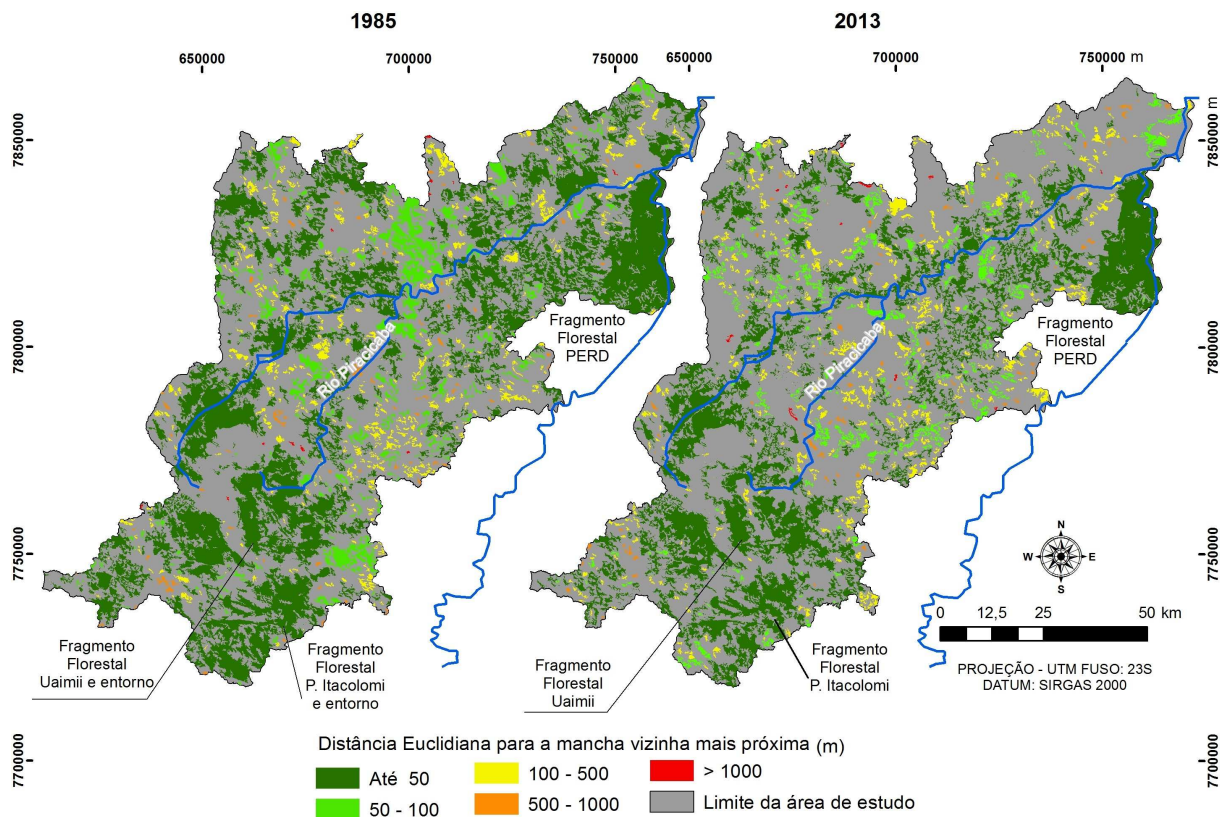 1985
2013
650000
700000
750000
650000
700000
750000 m
7850000
7800000
7750000
7700000
7850000 m
7800000
7750000
7700000
Rio Piracicaba
Rio Piracicaba
Fragmento
Florestal
PERD
Fragmento
Florestal
PERD
N
W
E
S
0
12,5
25
50 km
PROJEÇÃO - UTM FUSO: 23S
DATUM: SIRGAS 2000
Fragmento
Florestal
Uaimii e entorno
Fragmento
Florestal
P. Itacolomi
e entorno
Fragmento
Florestal
Uaimii
Fragmento
Florestal
P. Itacolomi
Distância Euclidiana para a mancha vizinha mais próxima (m)
Até 50
50 - 100
100 - 500
500 - 1000
> 1000
Limite da área de estudo